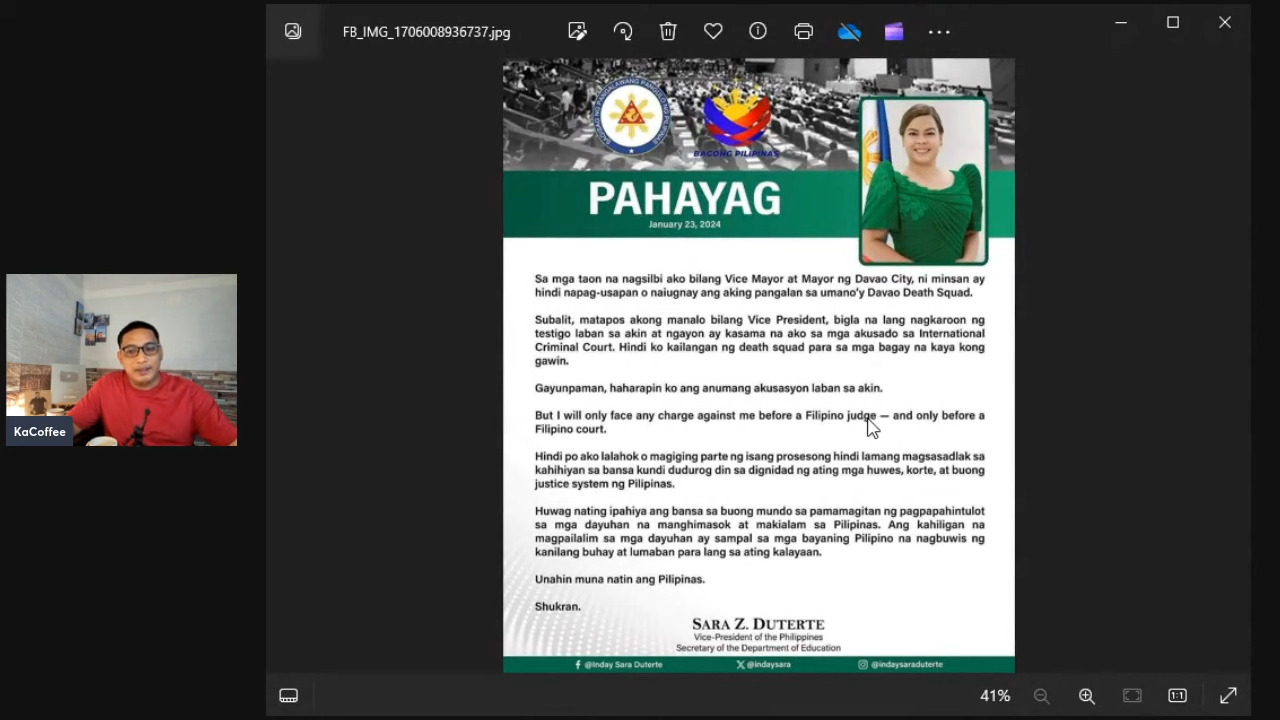 FB_IMG_1706008936737.jpg
BAGONG PILIPINAS
PAHAYAG
January 23, 2024
Sa mga taon na nagsilbi ako bilang Vice Mayor at Mayor ng Davao City, ni minsan ay
hindi napag-usapan o naiugnay ang aking pangalan sa umano'y Davao Death Squad.
Subalit, matapos akong manalo bilang Vice President, bigla na lang nagkaroon ng
testigo laban sa akin at ngayon ay kasama na ako sa mga akusado sa International
Criminal Court. Hindi ko kailangan ng death squad para sa mga bagay na kaya kong
gawin.
Gayunpaman, haharapin ko ang anumang akusasyon laban sa akin.
But I will only face any charge against me before a Filipino judge — and only before a
Filipino court.
Hindi po ako lalahok o magiging parte ng isang prosesong hindi lamang magsasadlak sa
kahihiyan sa bansa kundi dudurog din sa dignidad ng ating mga huwes, korte, at buong
justice system ng Pilipinas.
Huwag nating ipahiya ang bansa sa buong mundo sa pamamagitan ng pagpapahintulot
sa mga dayuhan na manghimasok at makialam sa Pilipinas. Ang kahiligan na
magpailalim sa mga dayuhan ay sampal sa mga bayaning Pilipino na nagbuwis ng
kanilang buhay at lumaban para lang sa ating kalayaan.
Unahin muna natin ang Pilipinas.
Shukran.
SARA Z. DUTERTE
Vice-President of the Philippines
Secretary of the Department of Education
@Inday Sara Duterte
@indaysara
@indaysaraduterte
KaCoffee
41%
1:1